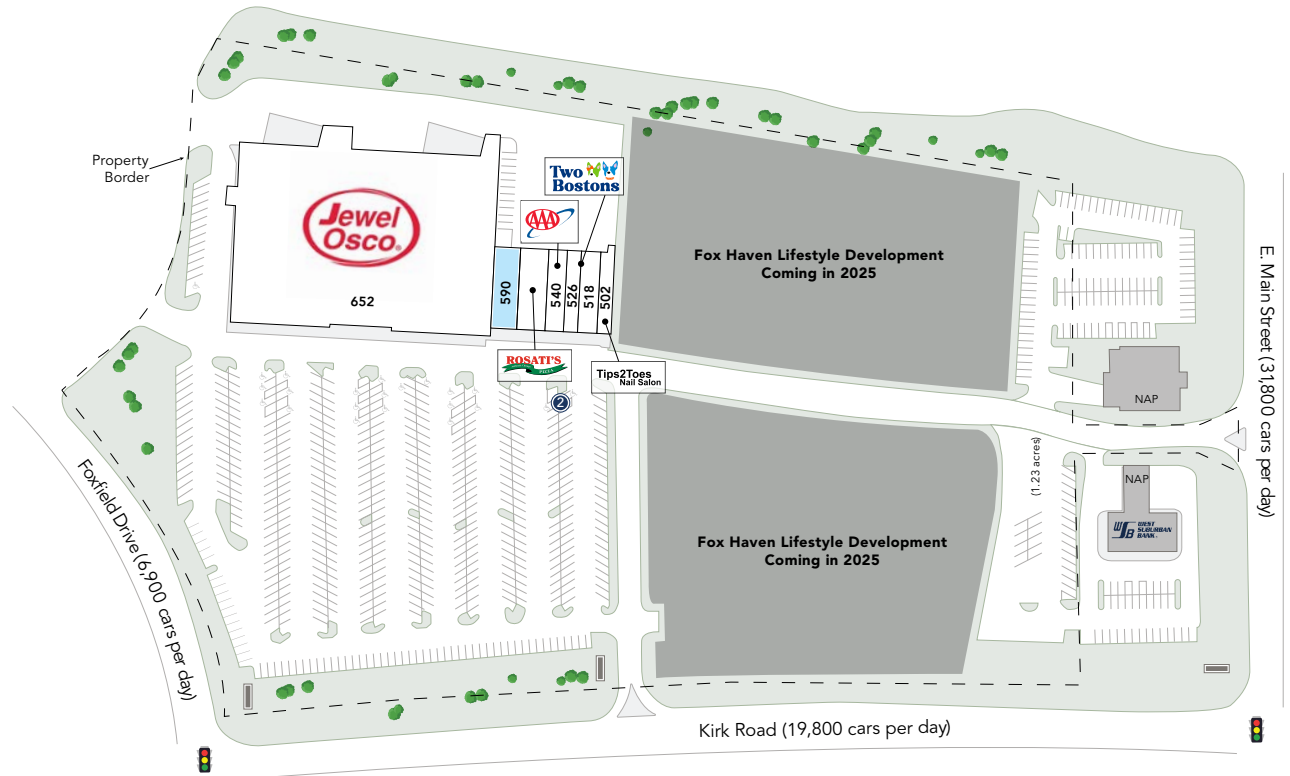 Property
Border
Jewel
Osco®
652
Two
Bostons
AAA
590
540
526
518
502
ROSATI'S
PIZZA
Tips2Toes
Nail Salon
2
Fox Haven Lifestyle Development
Coming in 2025
Fox Haven Lifestyle Development
Coming in 2025
(1.23 acres)
NAP
NAP
WSB
WEST
SUBURBAN
BANK
E. Main Street (31,800 cars per day)
Foxfield Drive (6,900 cars per day)
Kirk Road (19,800 cars per day)